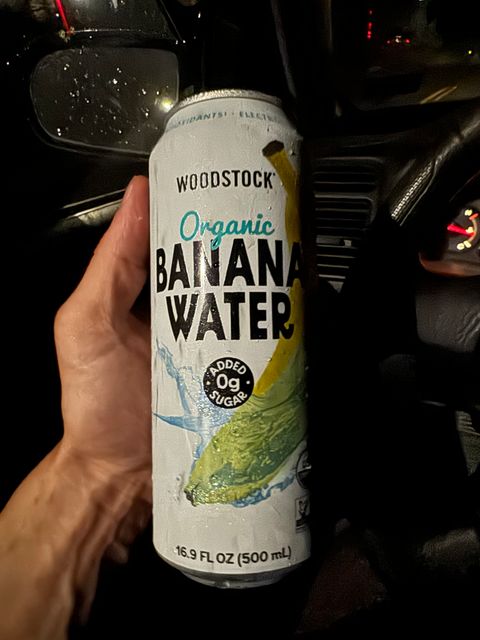 WOODSTOCK
Organic
BANANA
WATER
ADDED
0g
SUGAR
16.9 FL OZ (500 mL)